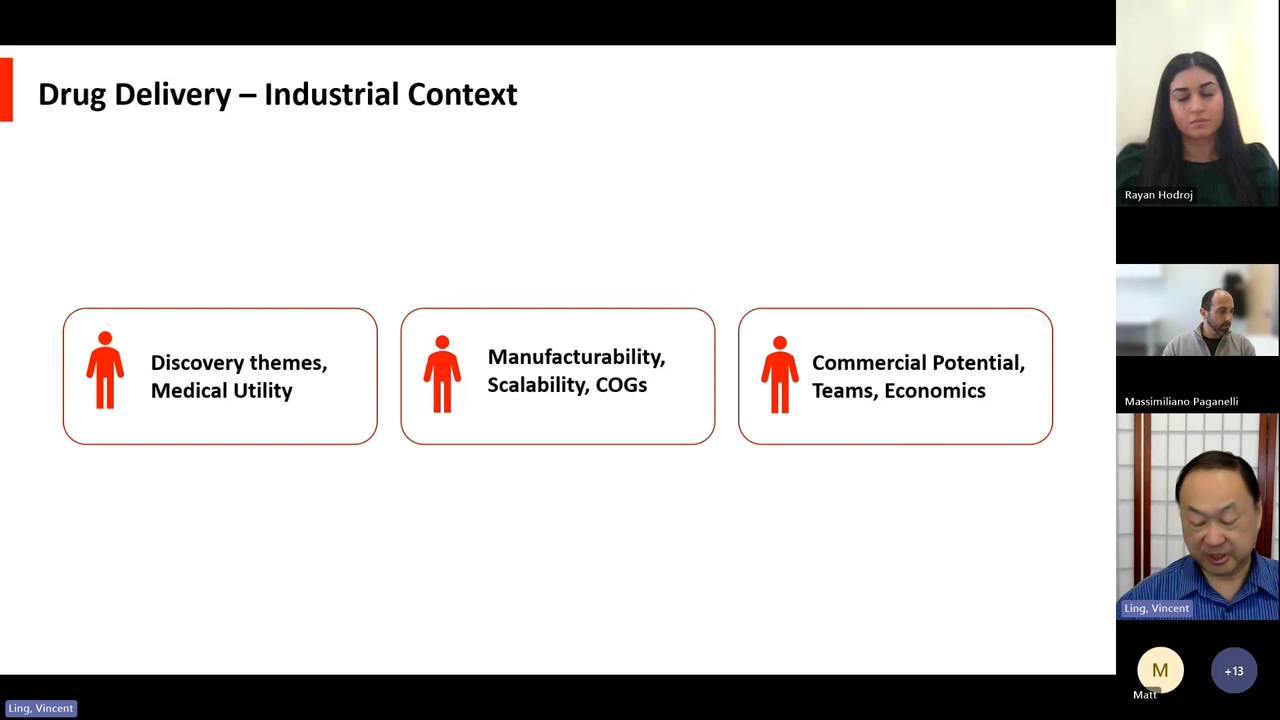 Drug Delivery – Industrial Context
Discovery themes,
Medical Utility
Manufacturability,
Scalability, COGs
Commercial Potential,
Teams, Economics
Rayan Hodroj
Massimiliano Paganelli
Ling, Vincent
M
Matt
+13
Ling, Vincent